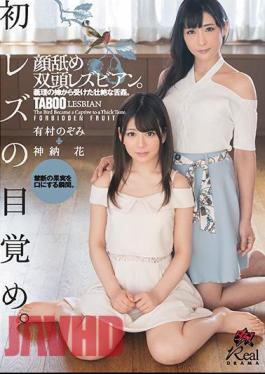 初レズの目覚め。
顔舐め
双頭レズビアン。
義理の娘から受けた壮絶な舌姦。
TABOO LESBIAN
The Bird Became a Captive to a Thick Taste.
FORBIDDEN FRUIT
有村のぞみ
神納 花
禁断の果実を
口にする瞬間。
JAVHD
Real
DRAMA